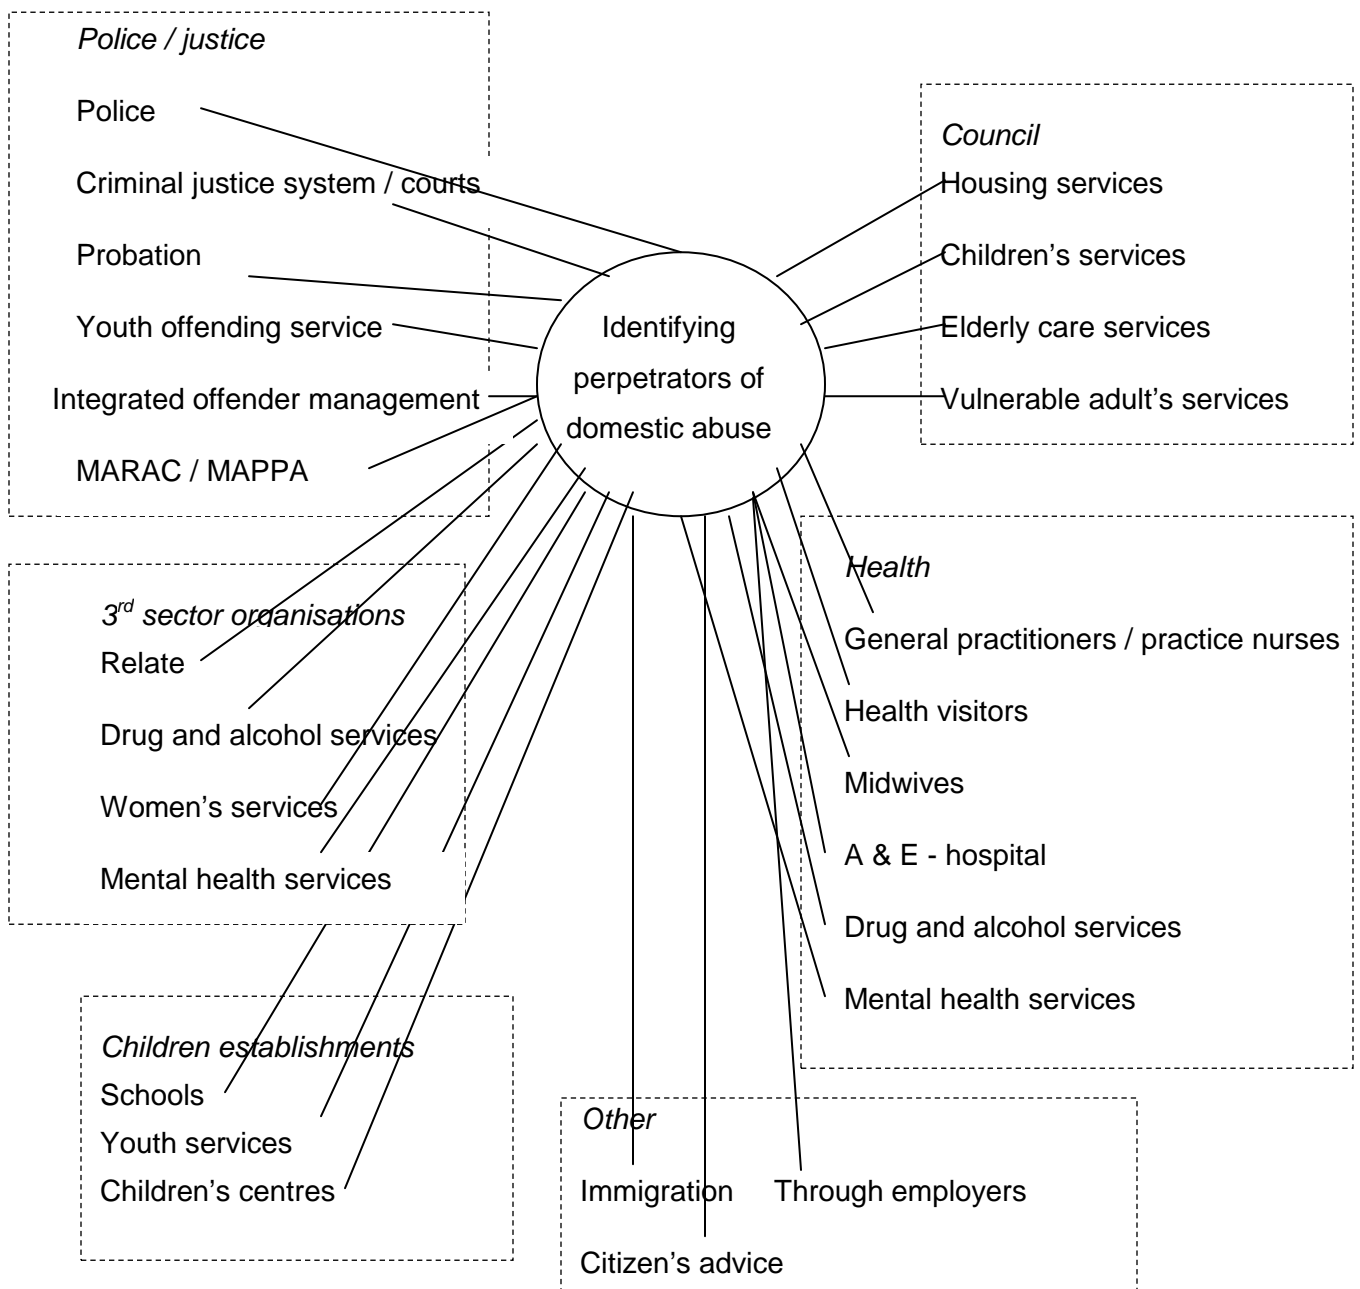 Police / justice
Police
Criminal justice system / courts
Probation
Youth offending service
Integrated offender management
MARAC / MAPPA
Council
Housing services
Children’s services
Elderly care services
Vulnerable adult’s services
Identifying
perpetrators of
domestic abuse
3rd sector organisations
Relate
Drug and alcohol services
Women’s services
Mental health services
Health
General practitioners / practice nurses
Health visitors
Midwives
A & E - hospital
Drug and alcohol services
Mental health services
Children establishments
Schools
Youth services
Children’s centres
Other
Immigration Through employers
Citizen’s advice